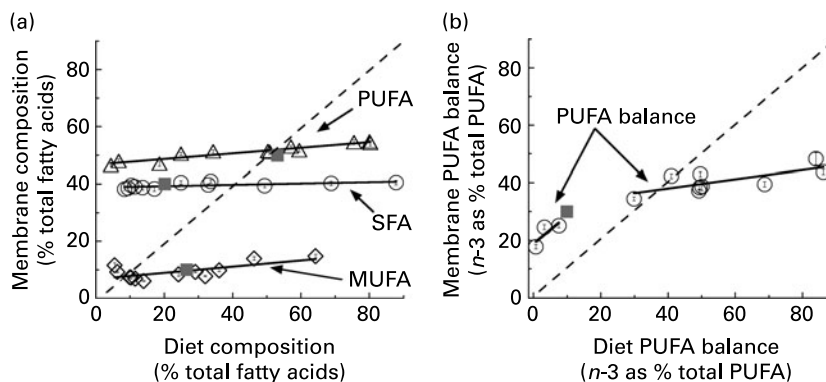 (a)
Membrane composition
(% total fatty acids)
80
60
40
20
0
PUFA
SFA
MUFA
0 20 40 60 80
Diet composition
(% total fatty acids)
(b)
Membrane PUFA balance
(n-3 as % total PUFA)
80
60
40
20
0
PUFA balance
0 20 40 60 80
Diet PUFA balance
(n-3 as % total PUFA)